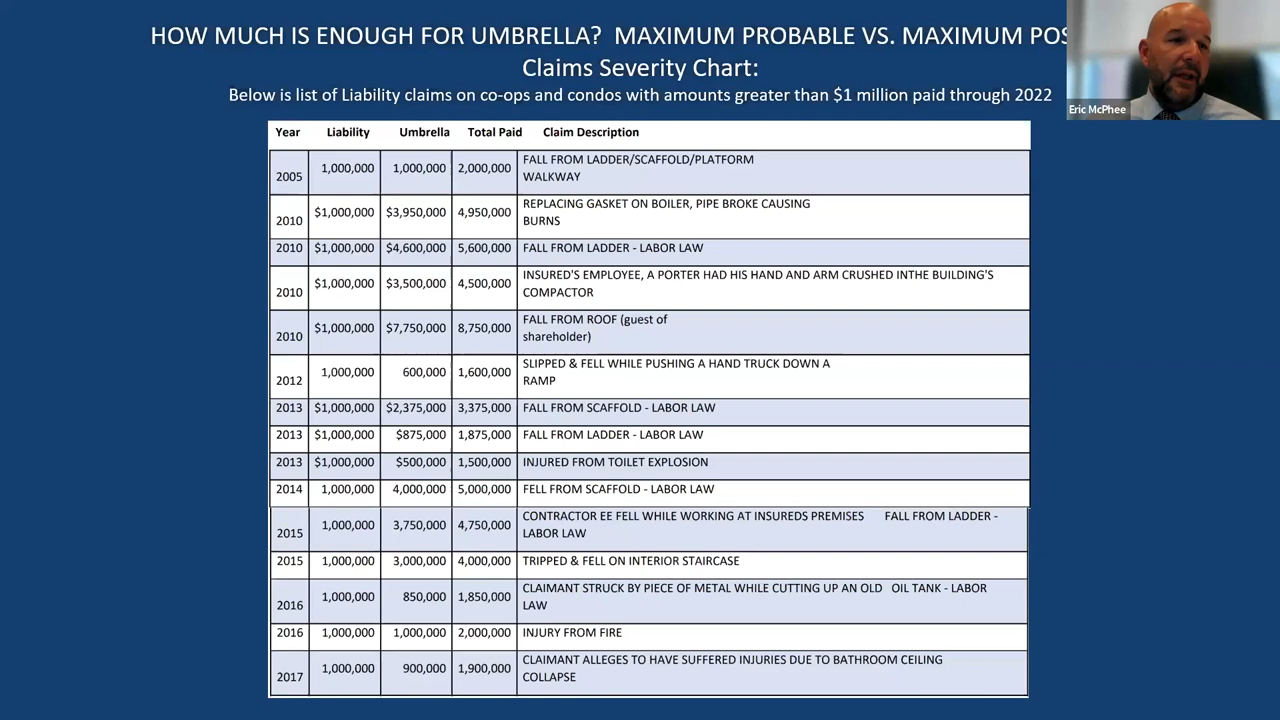 HOW MUCH IS ENOUGH FOR UMBRELLA? MAXIMUM PROBABLE VS. MAXIMUM POS
Claims Severity Chart:
Below is list of Liability claims on co-ops and condos with amounts greater than $1 million paid through 2022
Eric McPhee
Year Liability Umbrella Total Paid Claim Description
2005 1,000,000 1,000,000 2,000,000 FALL FROM LADDER/SCAFFOLD/PLATFORM
WALKWAY
2010 $1,000,000 $3,950,000 4,950,000 REPLACING GASKET ON BOILER, PIPE BROKE CAUSING
BURNS
2010 $1,000,000 $4,600,000 5,600,000 FALL FROM LADDER - LABOR LAW
2010 $1,000,000 $3,500,000 4,500,000 INSURED'S EMPLOYEE, A PORTER HAD HIS HAND AND ARM CRUSHED INTHE BUILDING'S
COMPACTOR
2010 $1,000,000 $7,750,000 8,750,000 FALL FROM ROOF (guest of
shareholder)
2012 1,000,000 600,000 1,600,000 SLIPPED & FELL WHILE PUSHING A HAND TRUCK DOWN A
RAMP
2013 $1,000,000 $2,375,000 3,375,000 FALL FROM SCAFFOLD - LABOR LAW
2013 $1,000,000 $875,000 1,875,000 FALL FROM LADDER - LABOR LAW
2013 $1,000,000 $500,000 1,500,000 INJURED FROM TOILET EXPLOSION
2014 1,000,000 4,000,000 5,000,000 FELL FROM SCAFFOLD - LABOR LAW
2015 1,000,000 3,750,000 4,750,000 CONTRACTOR EE FELL WHILE WORKING AT INSUREDS PREMISES FALL FROM LADDER -
LABOR LAW
2015 1,000,000 3,000,000 4,000,000 TRIPPED & FELL ON INTERIOR STAIRCASE
2016 1,000,000 850,000 1,850,000 CLAIMANT STRUCK BY PIECE OF METAL WHILE CUTTING UP AN OLD OIL TANK - LABOR
LAW
2016 1,000,000 1,000,000 2,000,000 INJURY FROM FIRE
2017 1,000,000 900,000 1,900,000 CLAIMANT ALLEGES TO HAVE SUFFERED INJURIES DUE TO BATHROOM CEILING
COLLAPSE